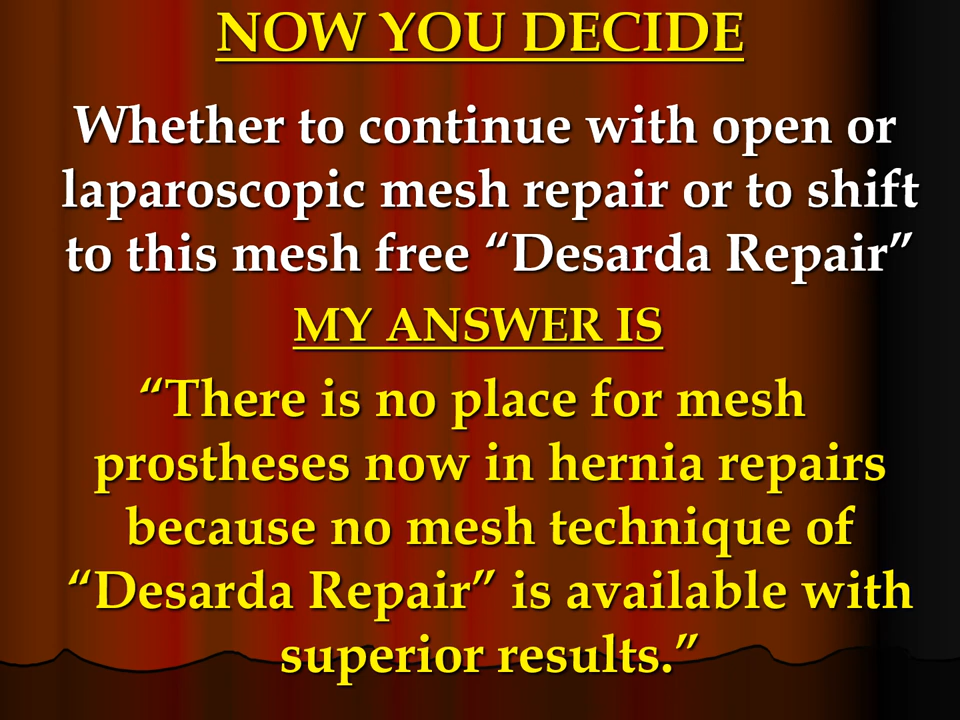 NOW YOU DECIDE
Whether to continue with open or
laparoscopic mesh repair or to shift
to this mesh free “Desarda Repair”
MY ANSWER IS
“There is no place for mesh
prostheses now in hernia repairs
because no mesh technique of
“Desarda Repair” is available with
superior results.”